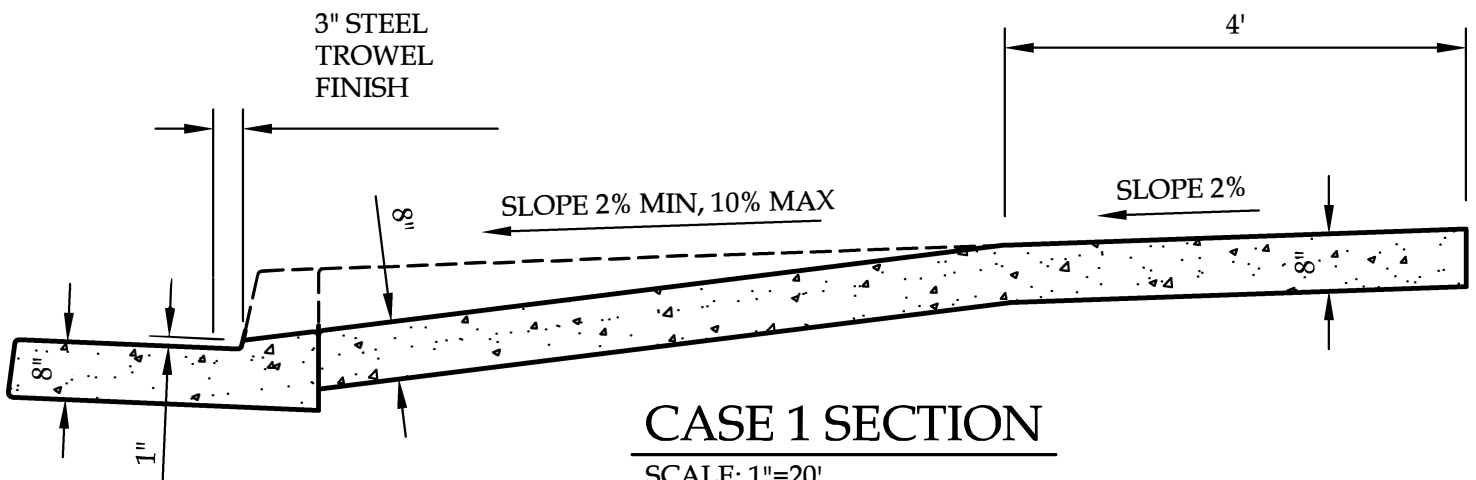 3" STEEL
TROWEL
FINISH
4'
SLOPE 2% MIN, 10% MAX
SLOPE 2%
8"
8"
8"
1"
CASE 1 SECTION
SCALE: 1"=20'